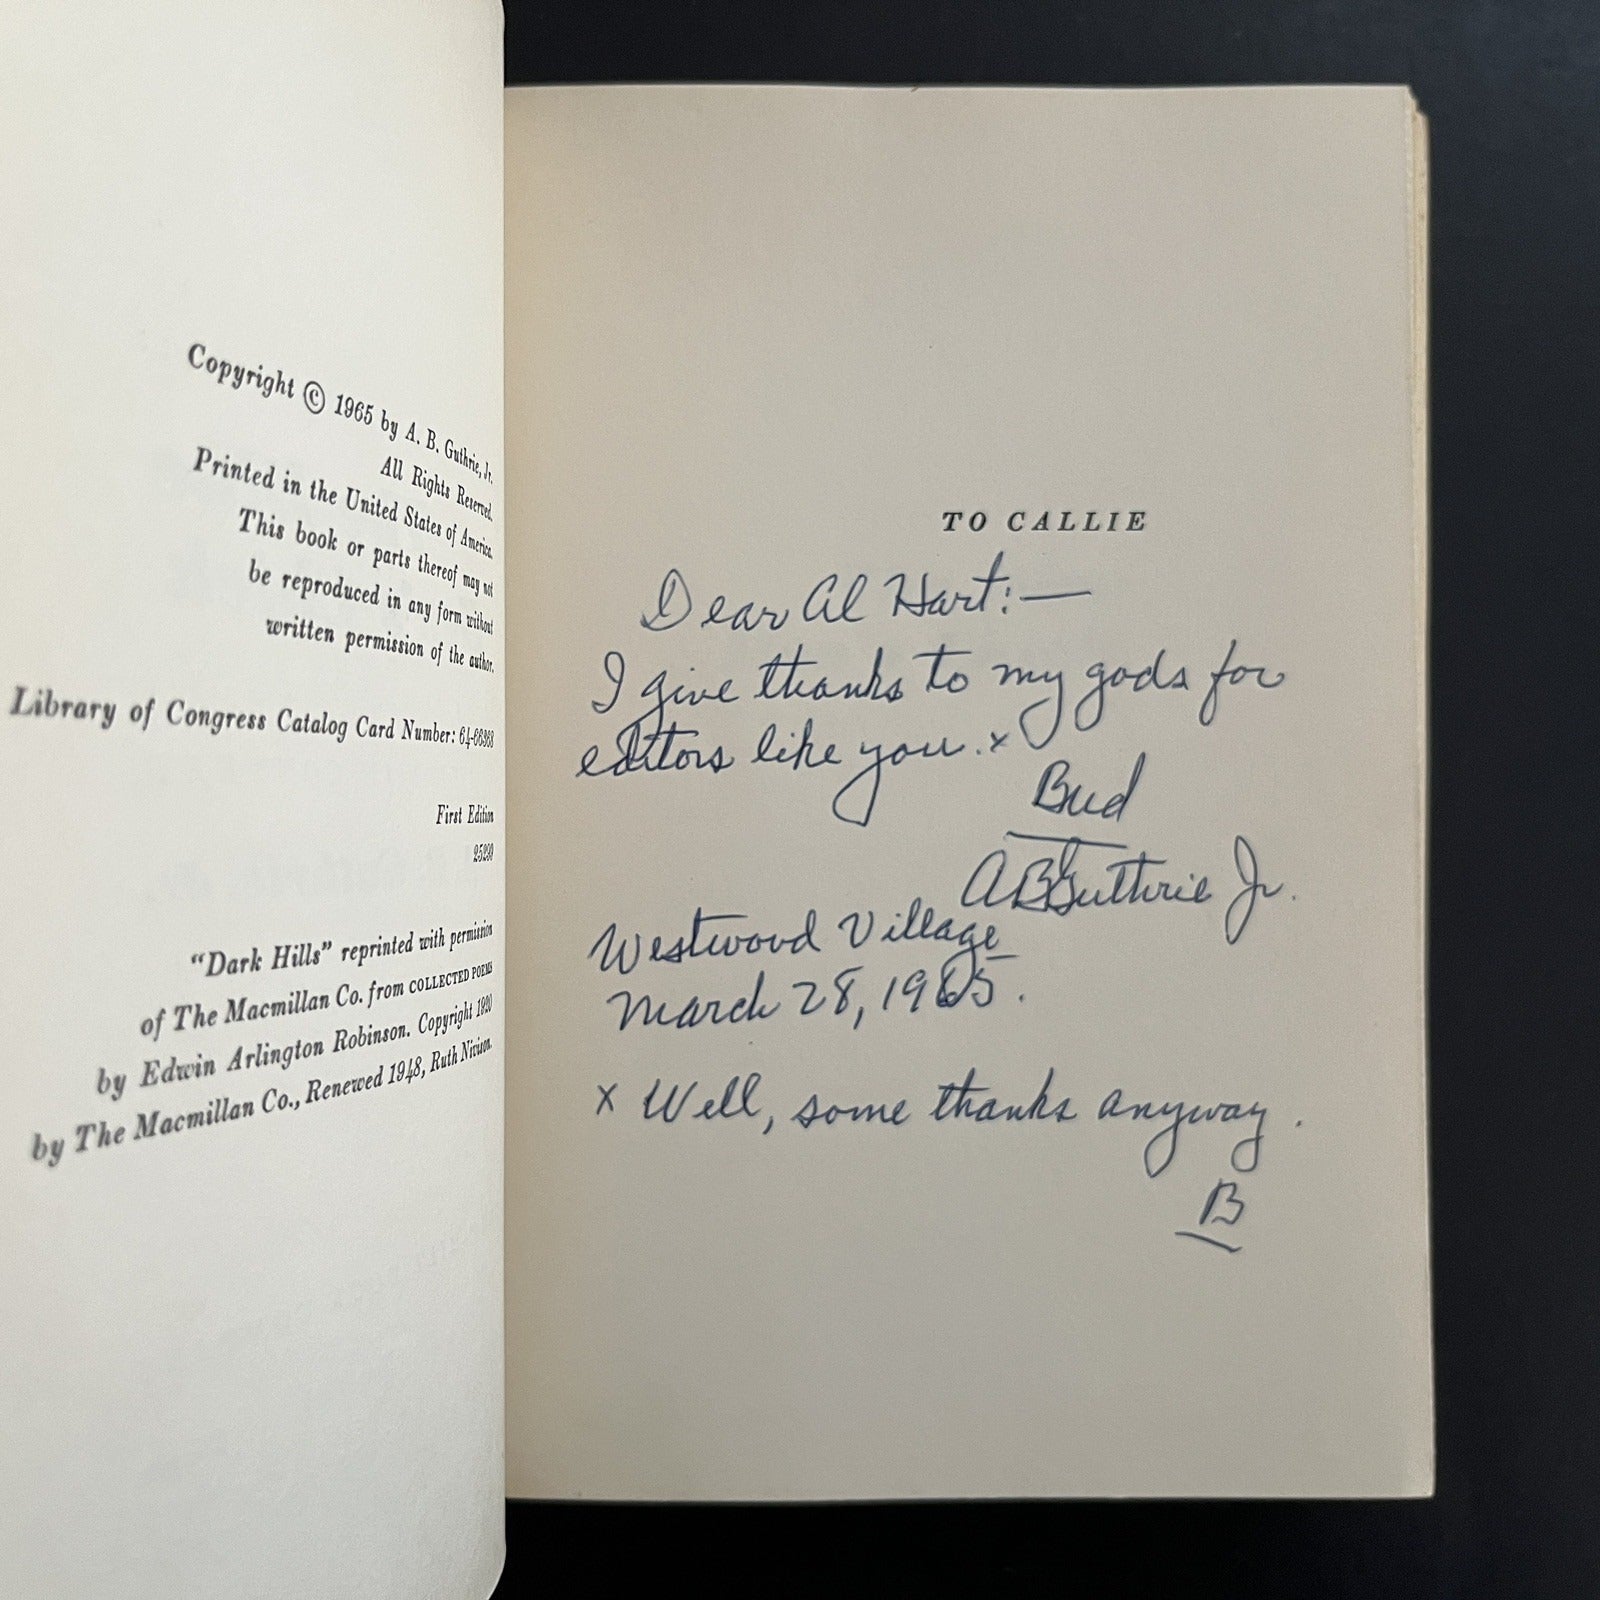 Copyright © 1965 by A. B. Guthrie, Jr.
All Rights Reserved.
Printed in the United States of America.
This book or parts thereof may not
be reproduced in any form without
written permission of the author.
Library of Congress Catalog Card Number: 64-66368
First Edition
"Dark Hills" reprinted with permission
of The Macmillan Co. from COLLECTED POEMS
by Edwin Arlington Robinson. Copyright 1920
by The Macmillan Co., Renewed 1948, Ruth Nivison.
TO CALLIE
Dear Al Hart:—
I give thanks to my gods for
editors like you. x
Bud
A B Guthrie Jr.
Westwood Village
March 28, 1965.
x Well, some thanks anyway.
B